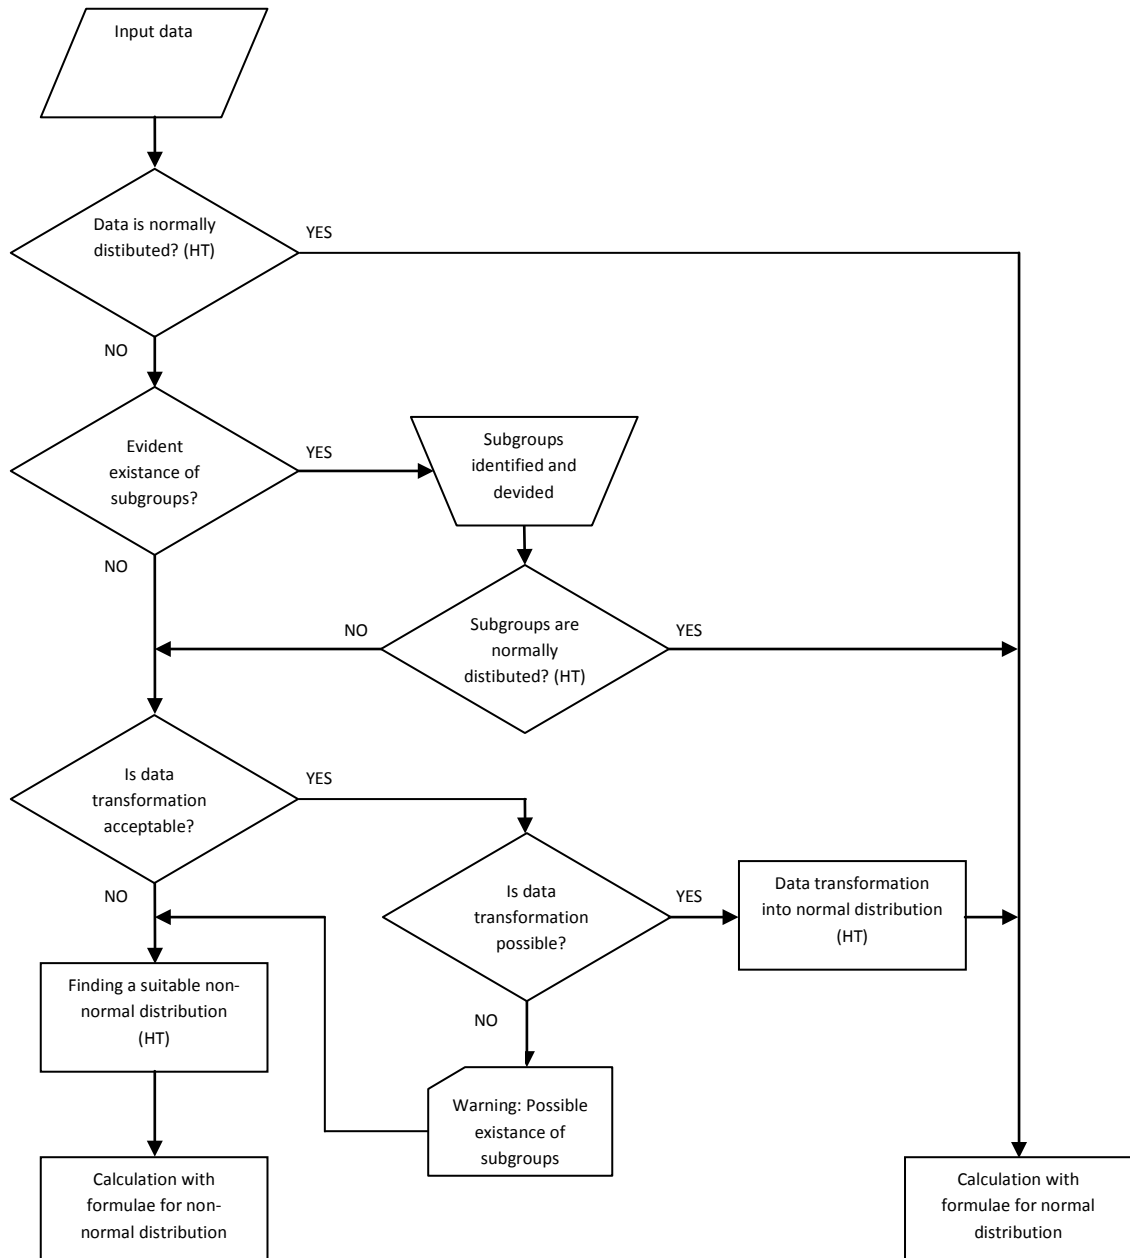 Input data
Data is normally
distibuted? (HT)
YES
NO
Evident
existance of
subgroups?
YES
Subgroups
identified and
devided
NO
NO
Subgroups are
normally
distibuted? (HT)
YES
Is data
transformation
acceptable?
YES
NO
Is data
transformation
possible?
YES
Data transformation
into normal distribution
(HT)
Finding a suitable non-
normal distribution
(HT)
NO
Warning: Possible
existance of
subgroups
Calculation with
formulae for non-
normal distribution
Calculation with
formulae for normal
distribution